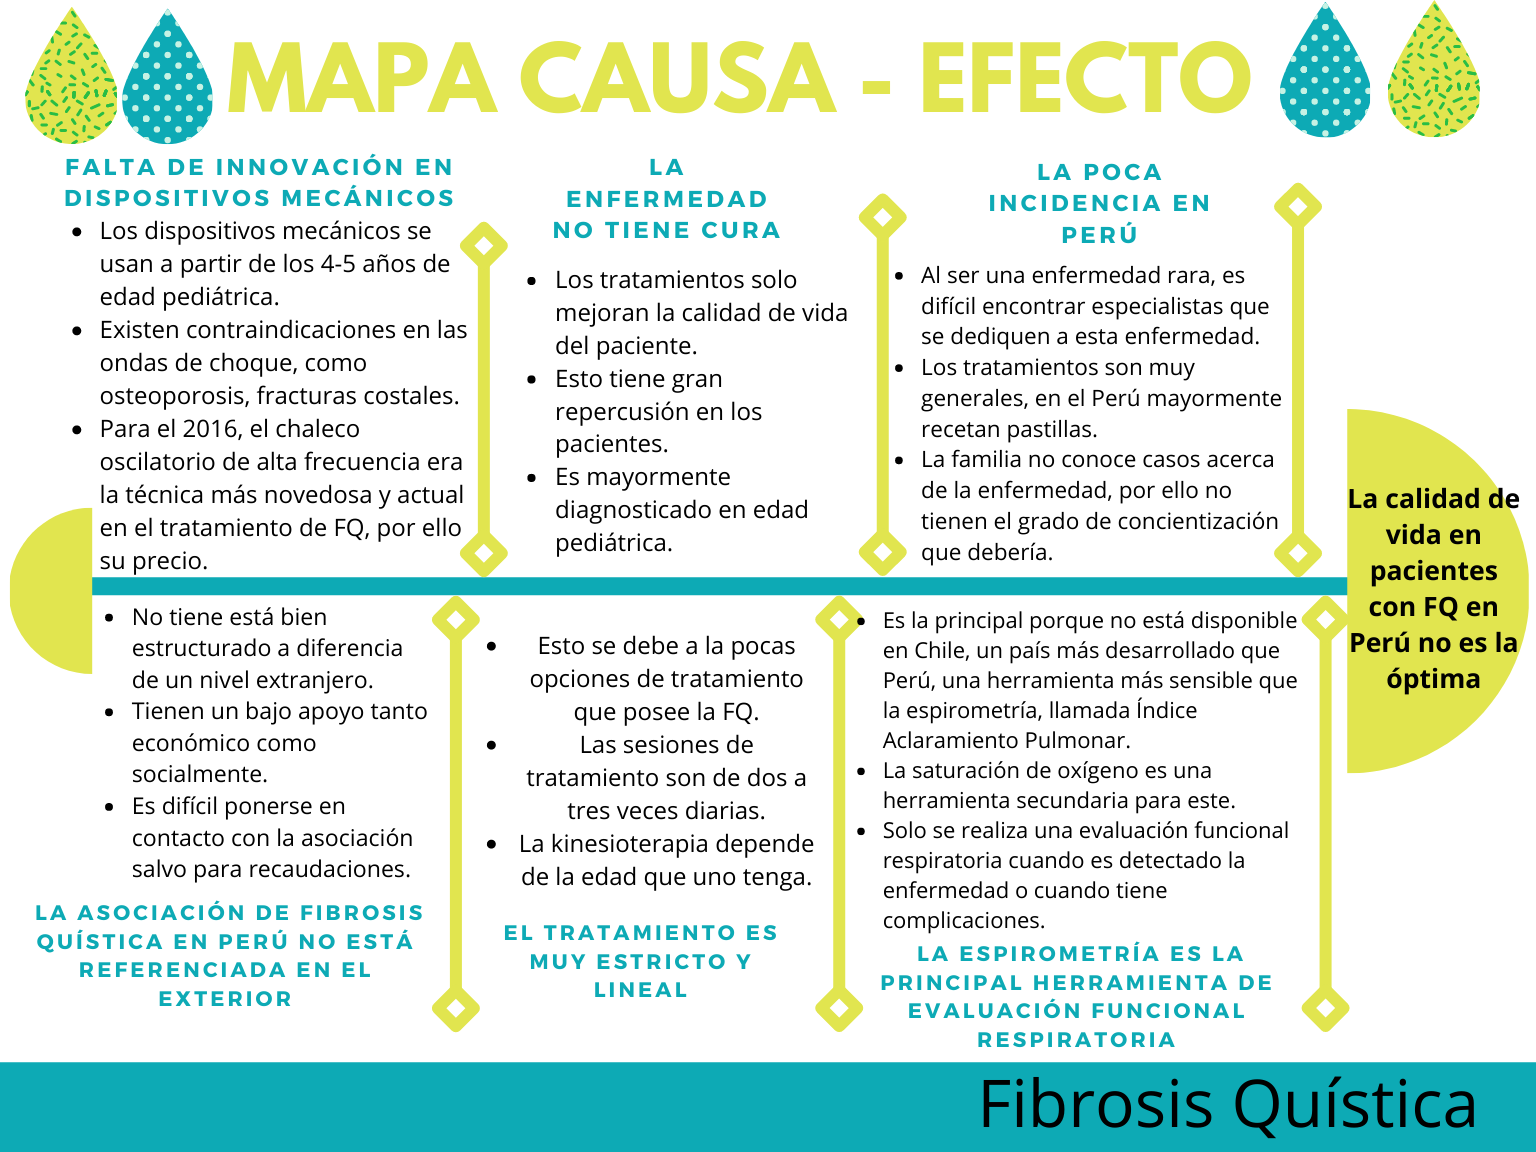 MAPA CAUSA - EFECTO
FALTA DE INNOVACIÓN EN
DISPOSITIVOS MECÁNICOS
• Los dispositivos mecánicos se
usan a partir de los 4-5 años de
edad pediátrica.
• Existen contraindicaciones en las
ondas de choque, como
osteoporosis, fracturas costales.
• Para el 2016, el chaleco
oscilatorio de alta frecuencia era
la técnica más novedosa y actual
en el tratamiento de FQ, por ello
su precio.
LA
ENFERMEDAD
NO TIENE CURA
• Los tratamientos solo
mejoran la calidad de vida
del paciente.
• Esto tiene gran
repercusión en los
pacientes.
• Es mayormente
diagnosticado en edad
pediátrica.
LA POCA
INCIDENCIA EN
PERÚ
• Al ser una enfermedad rara, es
difícil encontrar especialistas que
se dediquen a esta enfermedad.
• Los tratamientos son muy
generales, en el Perú mayormente
recetan pastillas.
• La familia no conoce casos acerca
de la enfermedad, por ello no
tienen el grado de concientización
que debería.
La calidad de
vida en
pacientes
con FQ en
Perú no es la
óptima
• No tiene está bien
estructurado a diferencia
de un nivel extranjero.
• Tienen un bajo apoyo tanto
económico como
socialmente.
• Es difícil ponerse en
contacto con la asociación
salvo para recaudaciones.
LA ASOCIACIÓN DE FIBROSIS
QUÍSTICA EN PERÚ NO ESTÁ
REFERENCIADA EN EL
EXTERIOR
• Esto se debe a la pocas
opciones de tratamiento
que posee la FQ.
• Las sesiones de
tratamiento son de dos a
tres veces diarias.
• La kinesioterapia depende
de la edad que uno tenga.
EL TRATAMIENTO ES
MUY ESTRICTO Y
LINEAL
• Es la principal porque no está disponible
en Chile, un país más desarrollado que
Perú, una herramienta más sensible que
la espirometría, llamada Índice
Aclaramiento Pulmonar.
• La saturación de oxígeno es una
herramienta secundaria para este.
• Solo se realiza una evaluación funcional
respiratoria cuando es detectado la
enfermedad o cuando tiene
complicaciones.
LA ESPIROMETRÍA ES LA
PRINCIPAL HERRAMIENTA DE
EVALUACIÓN FUNCIONAL
RESPIRATORIA
Fibrosis Quística